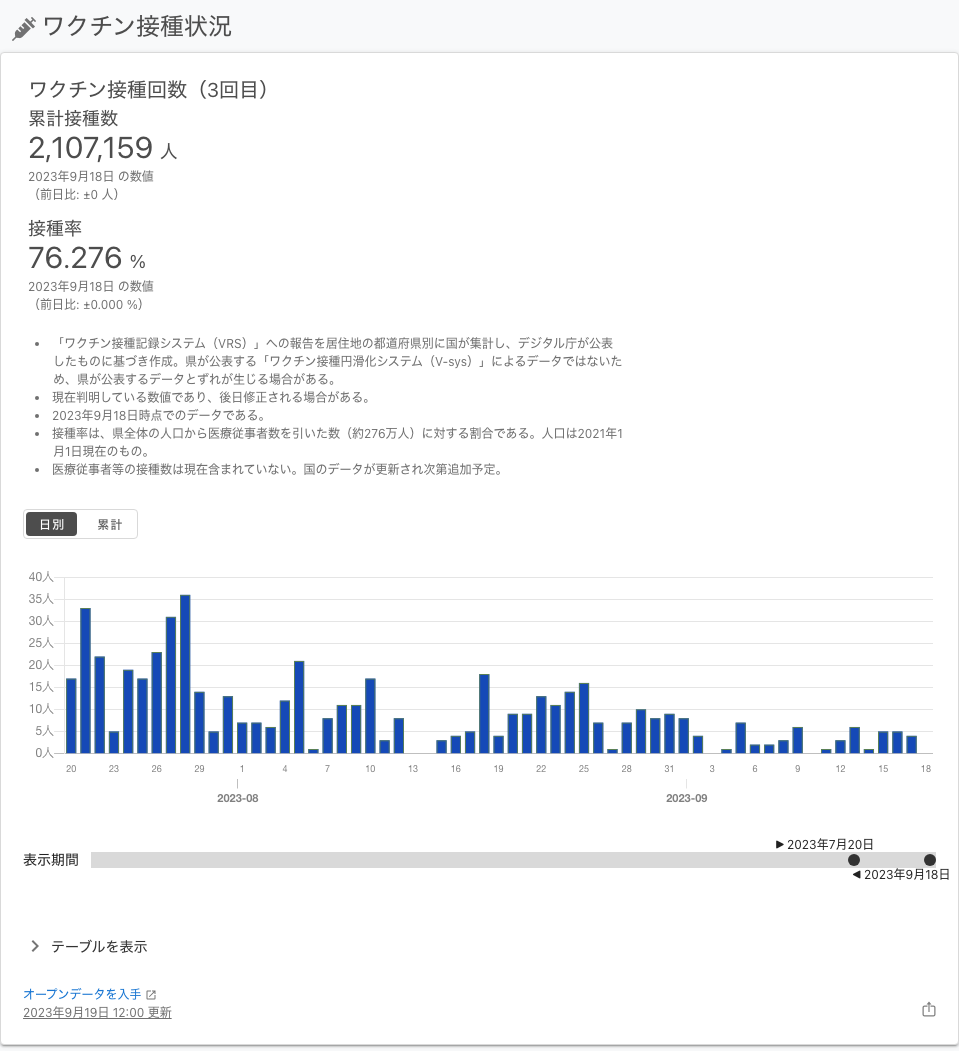 ワクチン接種状況
ワクチン接種回数（3回目）
累計接種数
2,107,159 人
2023年9月18日 の数値
（前日比: ±0 人）
接種率
76.276 %
2023年9月18日 の数値
（前日比: ±0.000 %）
• 「ワクチン接種記録システム（VRS）」への報告を居住地の都道府県別に国が集計し、デジタル庁が公表
したものに基づき作成。県が公表する「ワクチン接種円滑化システム（V-sys）」によるデータではないた
め、県が公表するデータとずれが生じる場合がある。
• 現在判明している数値であり、後日修正される場合がある。
• 2023年9月18日時点でのデータである。
• 接種率は、県全体の人口から医療従事者数を引いた数（約276万人）に対する割合である。人口は2021年1
月1日現在のもの。
• 医療従事者等の接種数は現在含まれていない。国のデータが更新され次第追加予定。
日別 累計
40人
35人
30人
25人
20人
15人
10人
5人
0人
20 23 26 29 1 4 7 10 13 16 19 22 25 28 31 3 6 9 12 15 18
2023-08 2023-09
▶ 2023年7月20日
表示期間
◀ 2023年9月18日
テーブルを表示
オープンデータを入手
2023年9月19日 12:00 更新